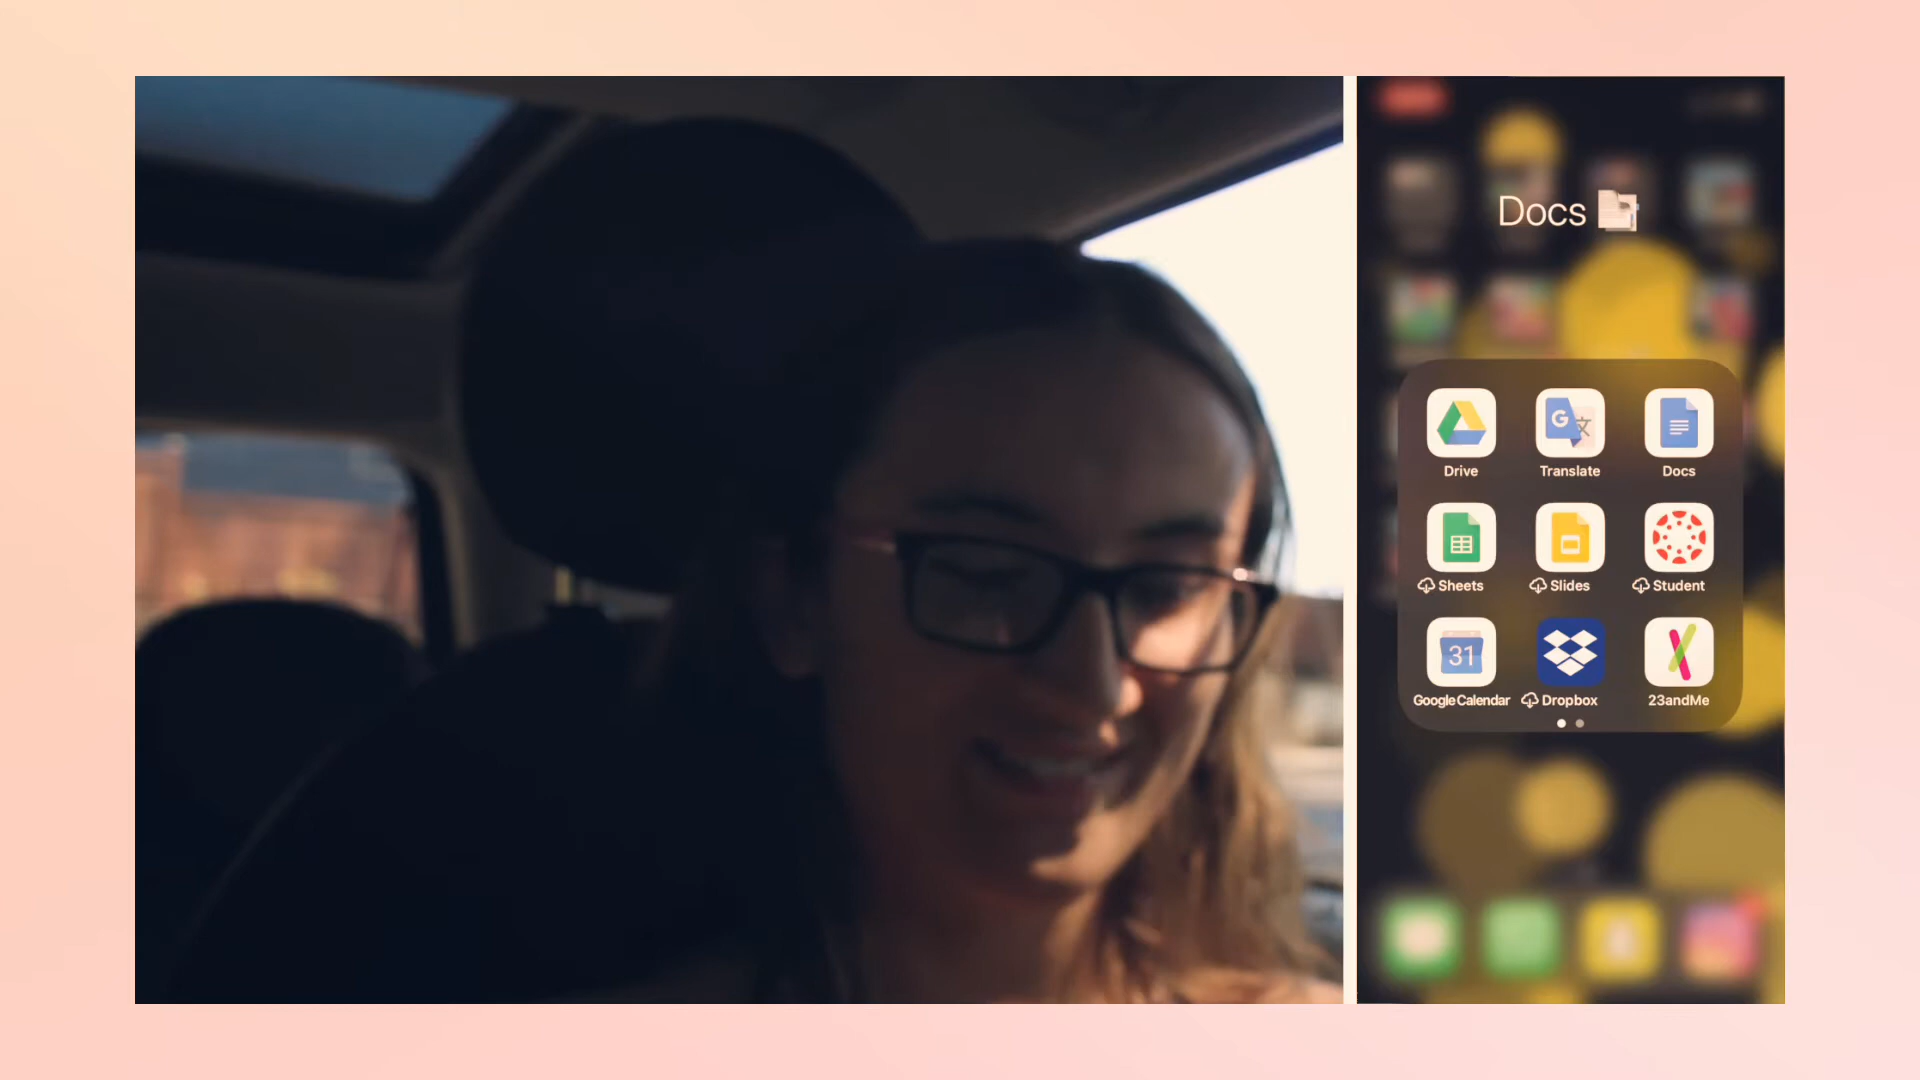 Docs
Drive Translate Docs
Sheets Slides Student
31
Google Calendar Dropbox 23andMe